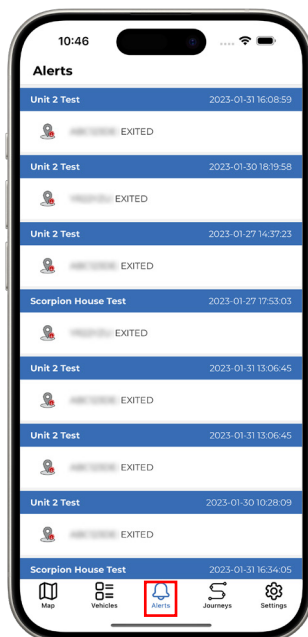 10:46
Alerts
Unit 2 Test 2023-01-31 16:08:59
EXITED
Unit 2 Test 2023-01-30 18:19:58
EXITED
Unit 2 Test 2023-01-27 14:37:23
EXITED
Scorpion House Test 2023-01-27 17:53:03
EXITED
Unit 2 Test 2023-01-31 13:06:45
EXITED
Unit 2 Test 2023-01-31 13:06:45
EXITED
Unit 2 Test 2023-01-30 10:28:09
EXITED
Scorpion House Test 2023-01-31 16:34:05
Map Vehicles Alerts Journeys Settings